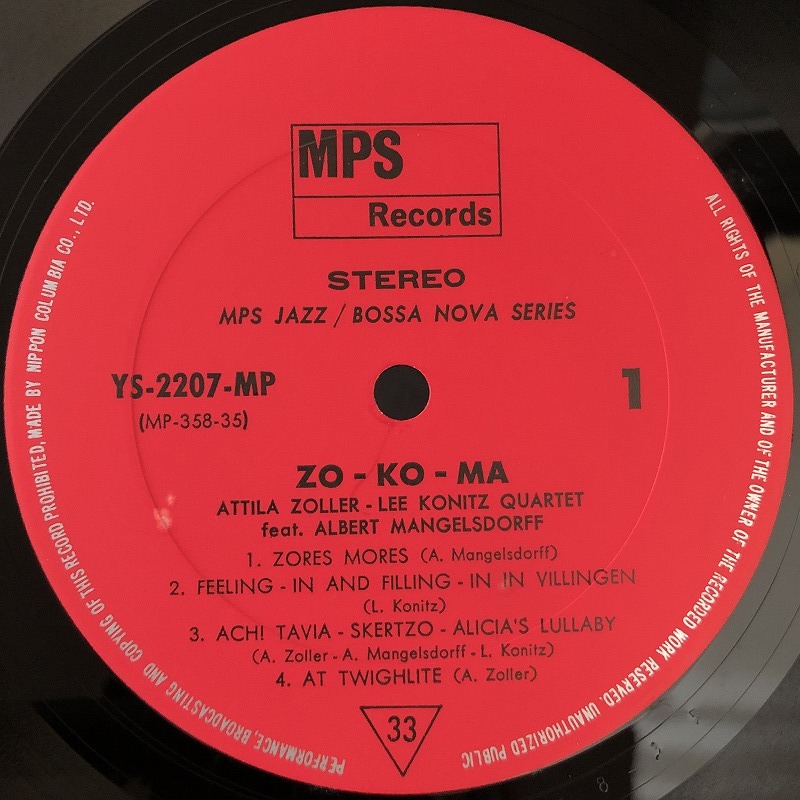 MPS
Records
STEREO
MPS JAZZ / BOSSA NOVA SERIES
YS-2207-MP
(MP-358-35)
1
ZO - KO - MA
ATTILA ZOLLER - LEE KONITZ QUARTET
feat. ALBERT MANGELSDORFF
1. ZORES MORES (A. Mangelsdorff)
2. FEELING - IN AND FILLING - IN IN VILLINGEN
(L. Konitz)
3. ACH! TAVIA - SKERTZO - ALICIA'S LULLABY
(A. Zoller - A. Mangelsdorff - L. Konitz)
4. AT TWIGHLITE (A. Zoller)
33
ALL RIGHTS OF THE MANUFACTURER AND OF THE OWNER OF THE RECORDED WORK RESERVED. UNAUTHORIZED PUBLIC
PERFORMANCE, BROADCASTING AND COPYING OF THIS RECORD PROHIBITED, MADE BY NIPPON COLUMBIA CO., LTD.